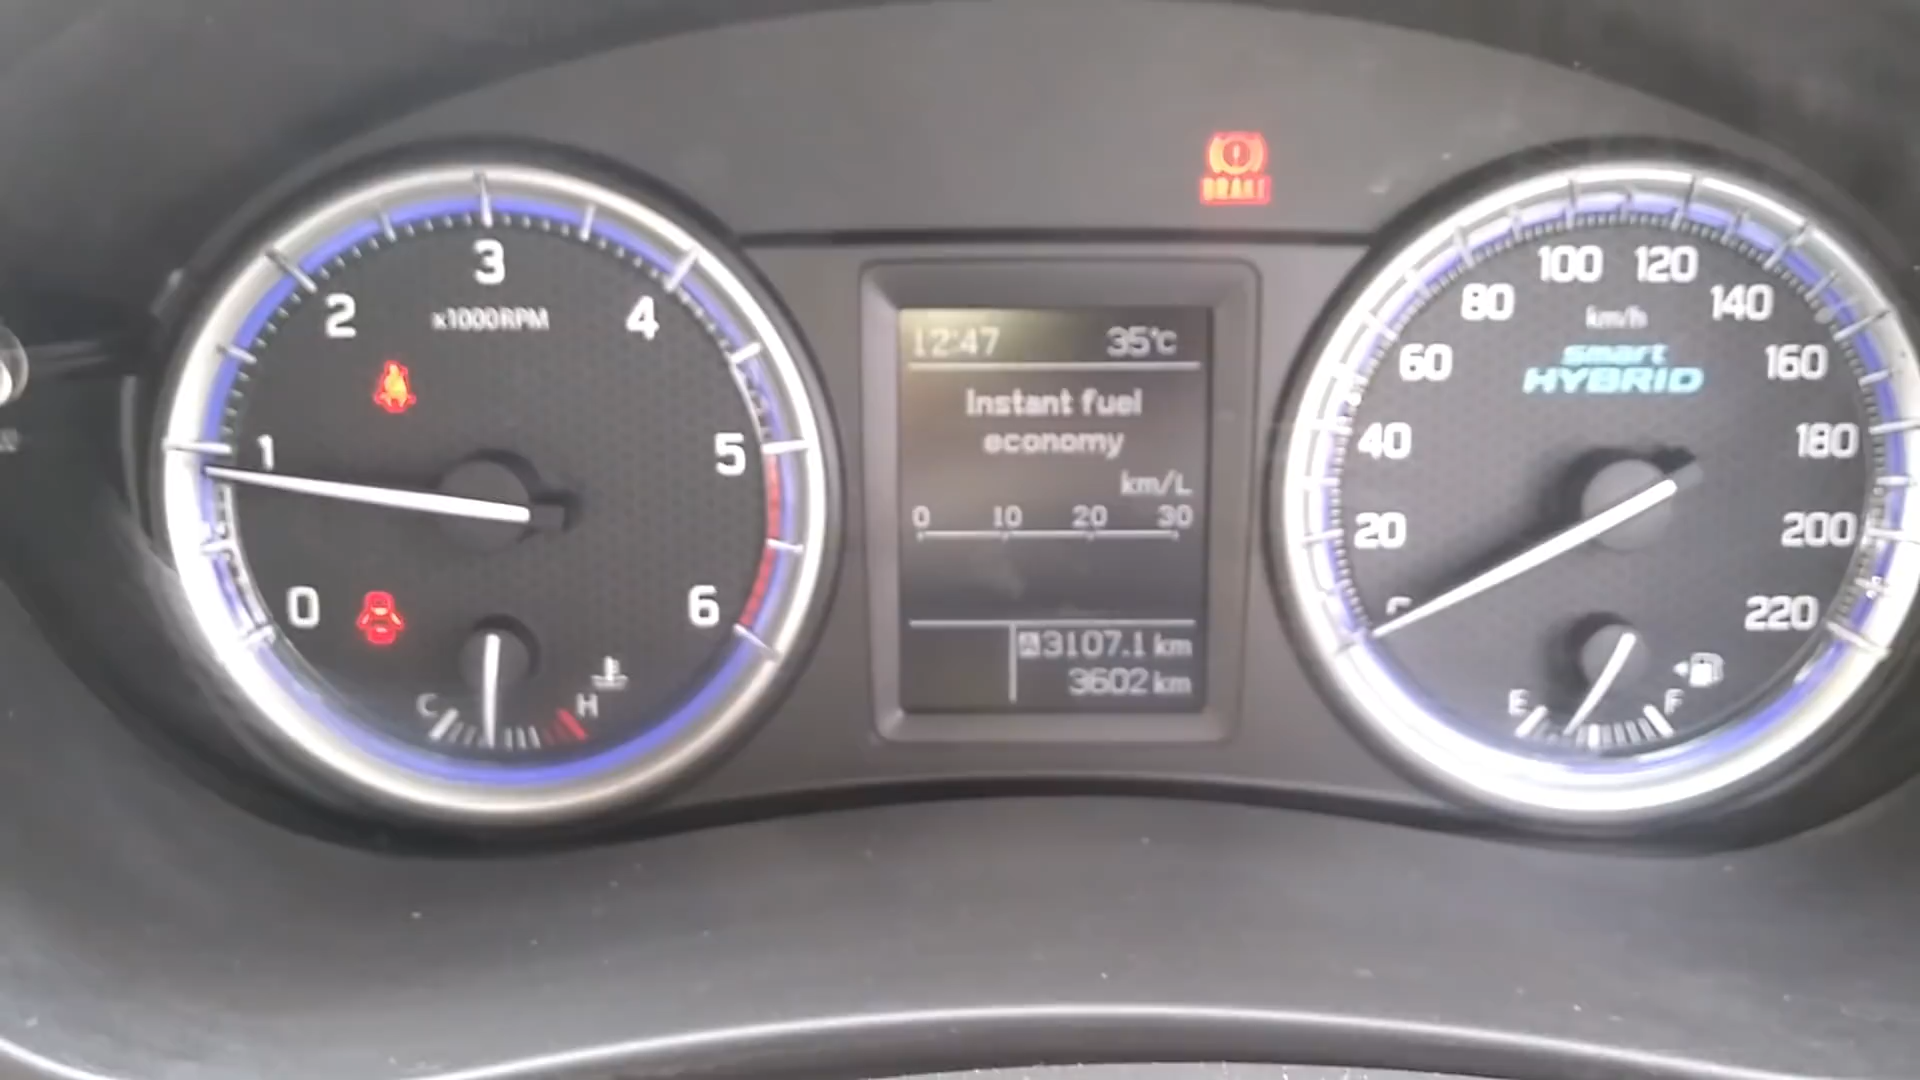 3
2
4
x1000RPM
1
5
0
6
C
H
BRAKE
12:47
35°C
Instant fuel
economy
km/L
0 10 20 30
A 3107.1 km
3602 km
100 120
80
140
km/h
smart
HYBRID
60
160
40
180
20
200
220
E
F